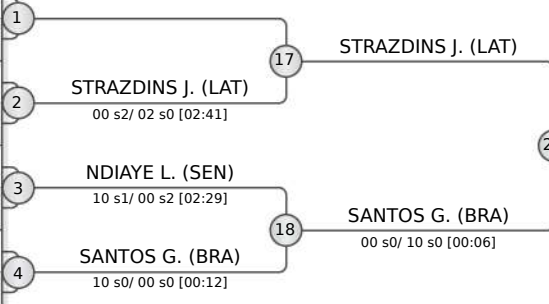 1
17
STRAZDINS J. (LAT)
2
STRAZDINS J. (LAT)
00 s2/ 02 s0 [02:41]
3
NDIAYE L. (SEN)
10 s1/ 00 s2 [02:29]
18
SANTOS G. (BRA)
00 s0/ 10 s0 [00:06]
4
SANTOS G. (BRA)
10 s0/ 00 s0 [00:12]